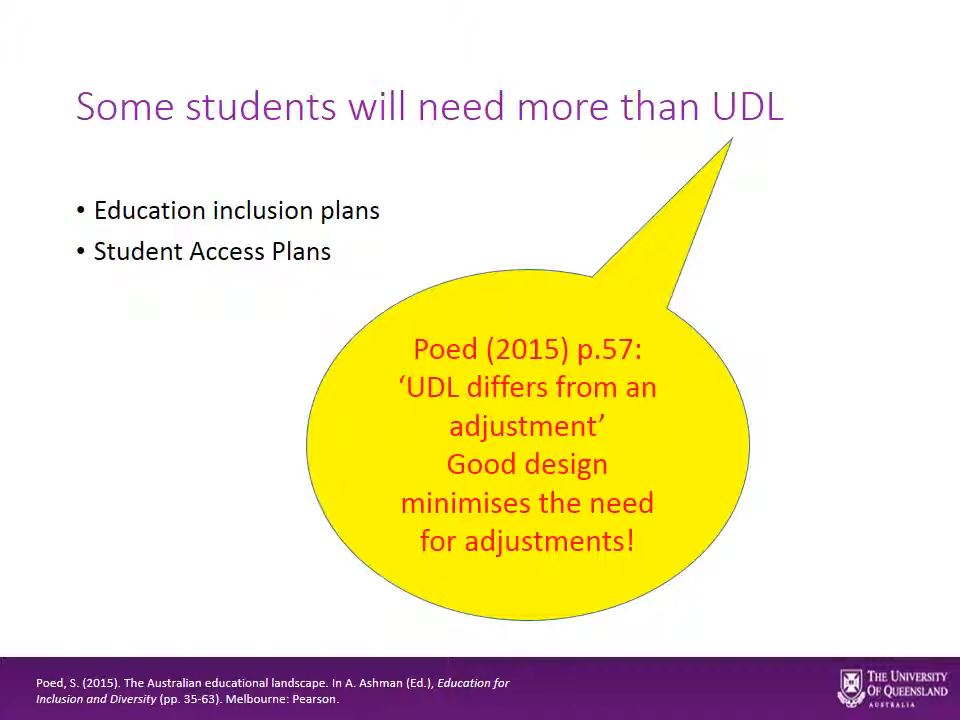 Some students will need more than UDL
• Education inclusion plans
• Student Access Plans
Poed (2015) p.57:
‘UDL differs from an
adjustment’
Good design
minimises the need
for adjustments!
Poed, S. (2015). The Australian educational landscape. In A. Ashman (Ed.), Education for
Inclusion and Diversity (pp. 35-63). Melbourne: Pearson.
THE UNIVERSITY
OF QUEENSLAND
AUSTRALIA